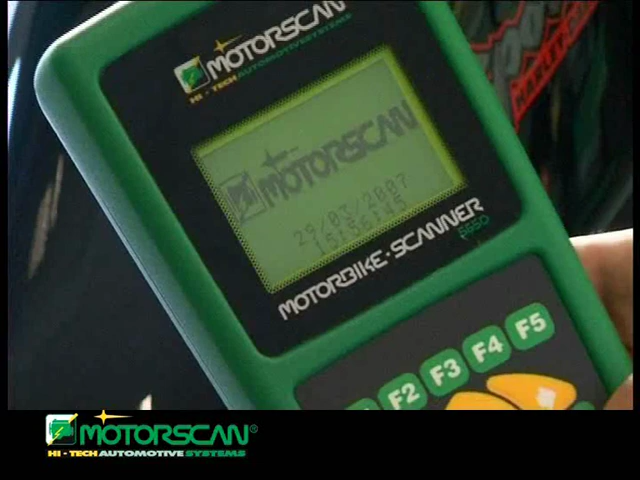 MOTORSCAN
HI - TECH AUTOMOTIVE SYSTEMS
MOTORSCAN
29/03/2007
15:56:45
MOTORBIKE-SCANNER
F2 F3 F4 F5
MOTORSCAN®
HI - TECH AUTOMOTIVE SYSTEMS